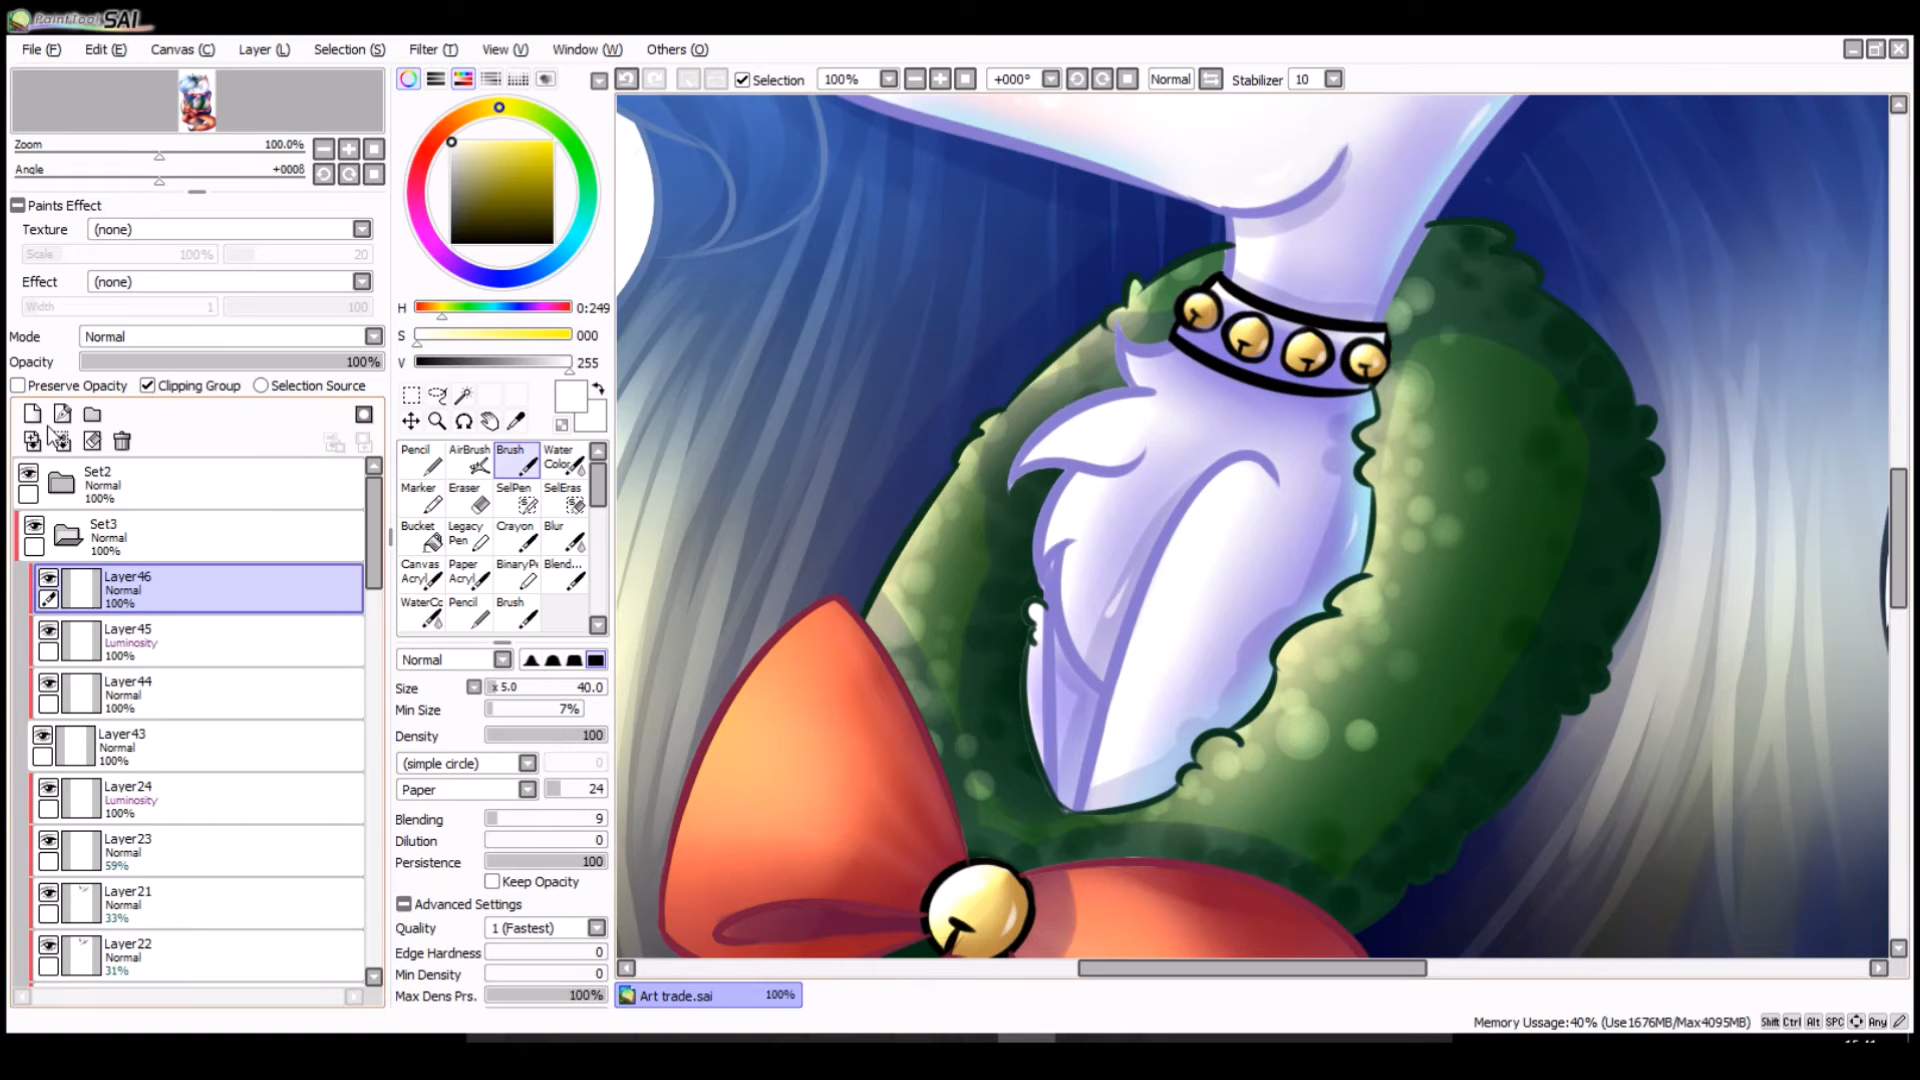 PaintTool SAI
File (F) Edit (E) Canvas (C) Layer (L) Selection (S) Filter (T) View (V) Window (W) Others (O)
Selection 100% +000° Normal Stabilizer 10
Zoom 100.0%
Angle
Paints Effect
Texture (none)
Scale 100% 20
Effect (none)
Width 1 100
Mode Normal
Opacity 100%
Preserve Opacity Clipping Group Selection Source
Set2
Normal
100%
Set3
Normal
100%
Layer46
Normal
100%
Layer45
Luminosity
100%
Layer44
Normal
100%
Layer43
Normal
100%
Layer24
Luminosity
100%
Layer23
Normal
59%
Layer21
Normal
33%
Layer22
Normal
31%
H 0:249
S 000
V 255
Pencil AirBrush Brush Water Color
Marker Eraser SelPen SelEras
Bucket Legacy Pen Crayon Blur
Canvas Acryl Paper Acryl BinaryPe Blend...
WaterCc Pencil Brush
Normal
Size x 5.0 40.0
Min Size 7%
Density 100
(simple circle) 0
Paper 24
Blending 9
Dilution 0
Persistence 100
Keep Opacity
Advanced Settings
Quality 1 (Fastest)
Edge Hardness 0
Min Density 0
Max Dens Prs. 100%
Art trade.sai 100%
Memory Ussage:40% (Use1676MB/Max4095MB) Shift Ctrl Alt SPC Any